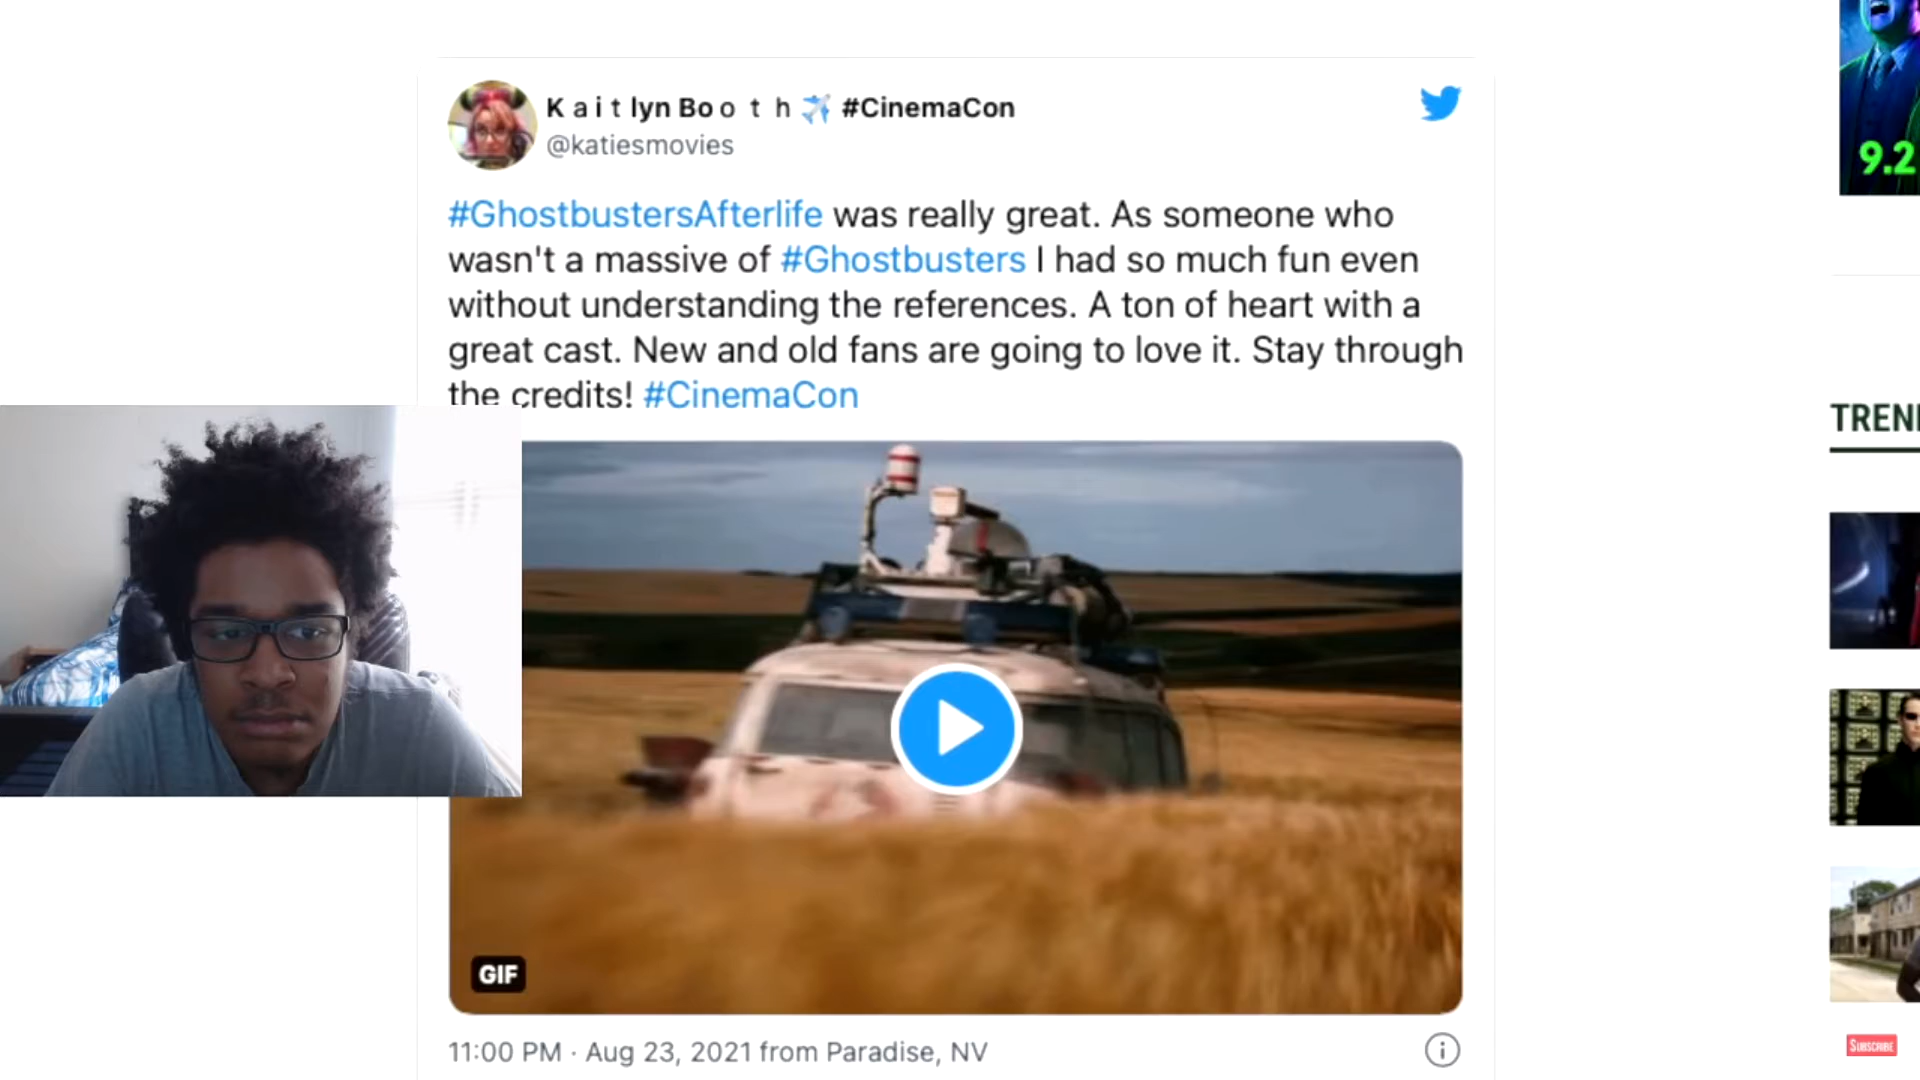 Kaitlyn Booth ✈️ #CinemaCon
@katiesmovies
#GhostbustersAfterlife was really great. As someone who
wasn't a massive of #Ghostbusters I had so much fun even
without understanding the references. A ton of heart with a
great cast. New and old fans are going to love it. Stay through
the credits! #CinemaCon
GIF
11:00 PM · Aug 23, 2021 from Paradise, NV
9.2
TREN
SUBSCRIBE